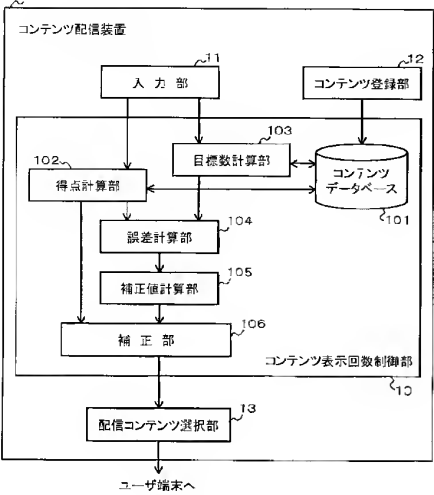 コンテンツ配信装置
11
入力部
12
コンテンツ登録部
103
目標数計算部
102
得点計算部
コンテンツ
データベース
101
104
誤差計算部
105
補正値計算部
106
補正部
コンテンツ表示回数制御部
10
13
配信コンテンツ選択部
ユーザ端末へ